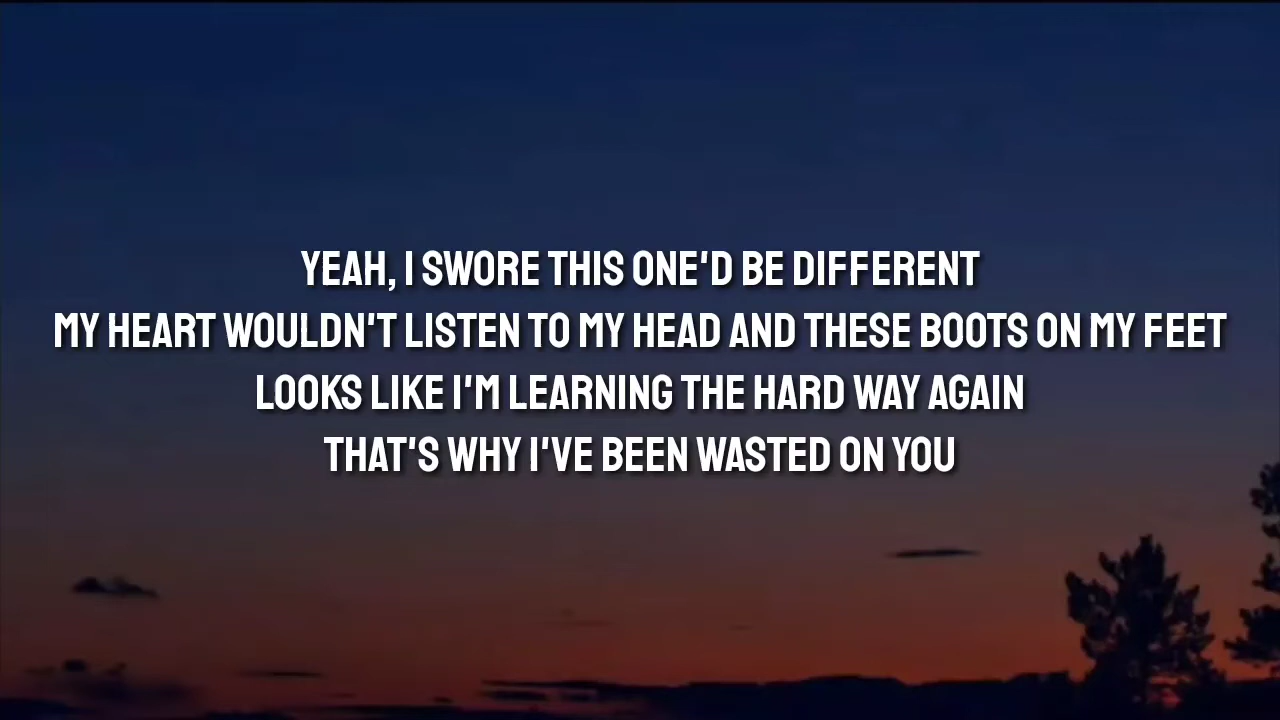 YEAH, I SWORE THIS ONE'D BE DIFFERENT
MY HEART WOULDN'T LISTEN TO MY HEAD AND THESE BOOTS ON MY FEET
LOOKS LIKE I'M LEARNING THE HARD WAY AGAIN
THAT'S WHY I'VE BEEN WASTED ON YOU